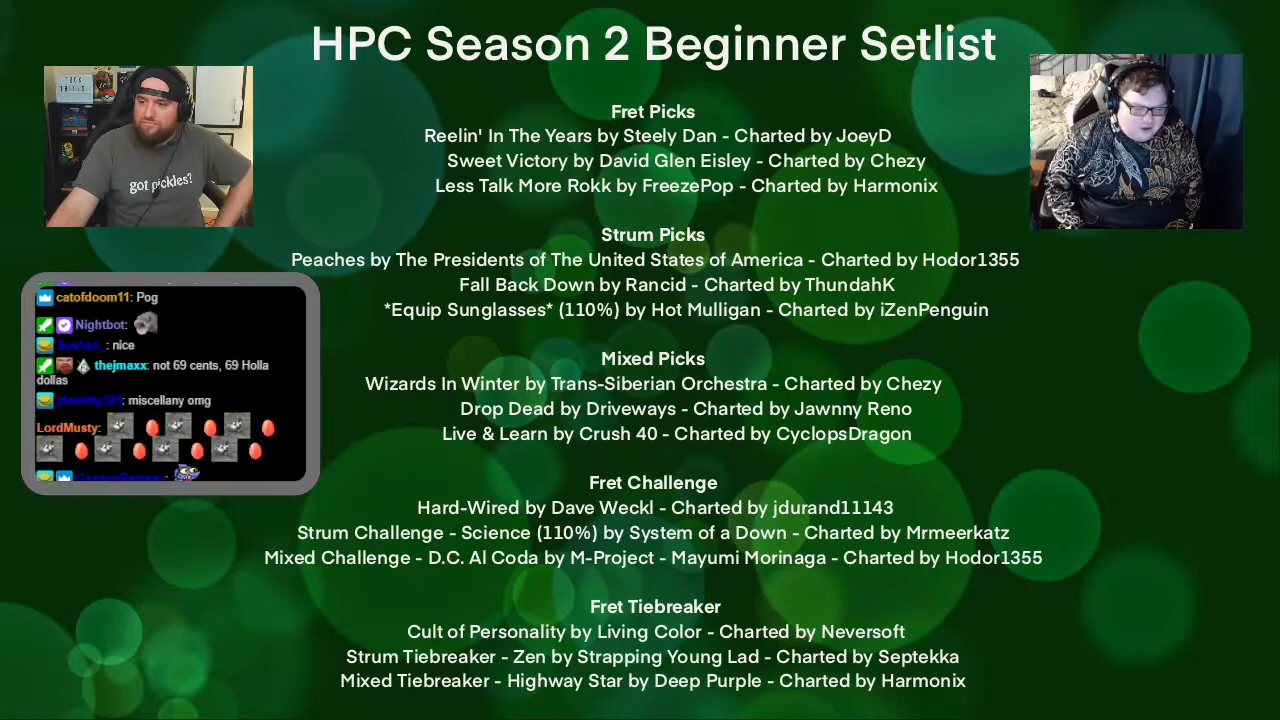 HPC Season 2 Beginner Setlist
Fret Picks
Reelin' In The Years by Steely Dan - Charted by JoeyD
Sweet Victory by David Glen Eisley - Charted by Chezy
Less Talk More Rokk by FreezePop - Charted by Harmonix
Strum Picks
Peaches by The Presidents of The United States of America - Charted by Hodor1355
Fall Back Down by Rancid - Charted by ThundahK
*Equip Sunglasses* (110%) by Hot Mulligan - Charted by iZenPenguin
Mixed Picks
Wizards In Winter by Trans-Siberian Orchestra - Charted by Chezy
Drop Dead by Driveways - Charted by Jawnny Reno
Live & Learn by Crush 40 - Charted by CyclopsDragon
Fret Challenge
Hard-Wired by Dave Weckl - Charted by jdurand11143
Strum Challenge - Science (110%) by System of a Down - Charted by Mrmeerkatz
Mixed Challenge - D.C. Al Coda by M-Project - Mayumi Morinaga - Charted by Hodor1355
Fret Tiebreaker
Cult of Personality by Living Color - Charted by Neversoft
Strum Tiebreaker - Zen by Strapping Young Lad - Charted by Septekka
Mixed Tiebreaker - Highway Star by Deep Purple - Charted by Harmonix
got pickles?
catofdoom11: Pog
Nightbot:
: nice
thejmaxx: not 69 cents, 69 Holla
dollas
: miscellany omg
LordMusty: